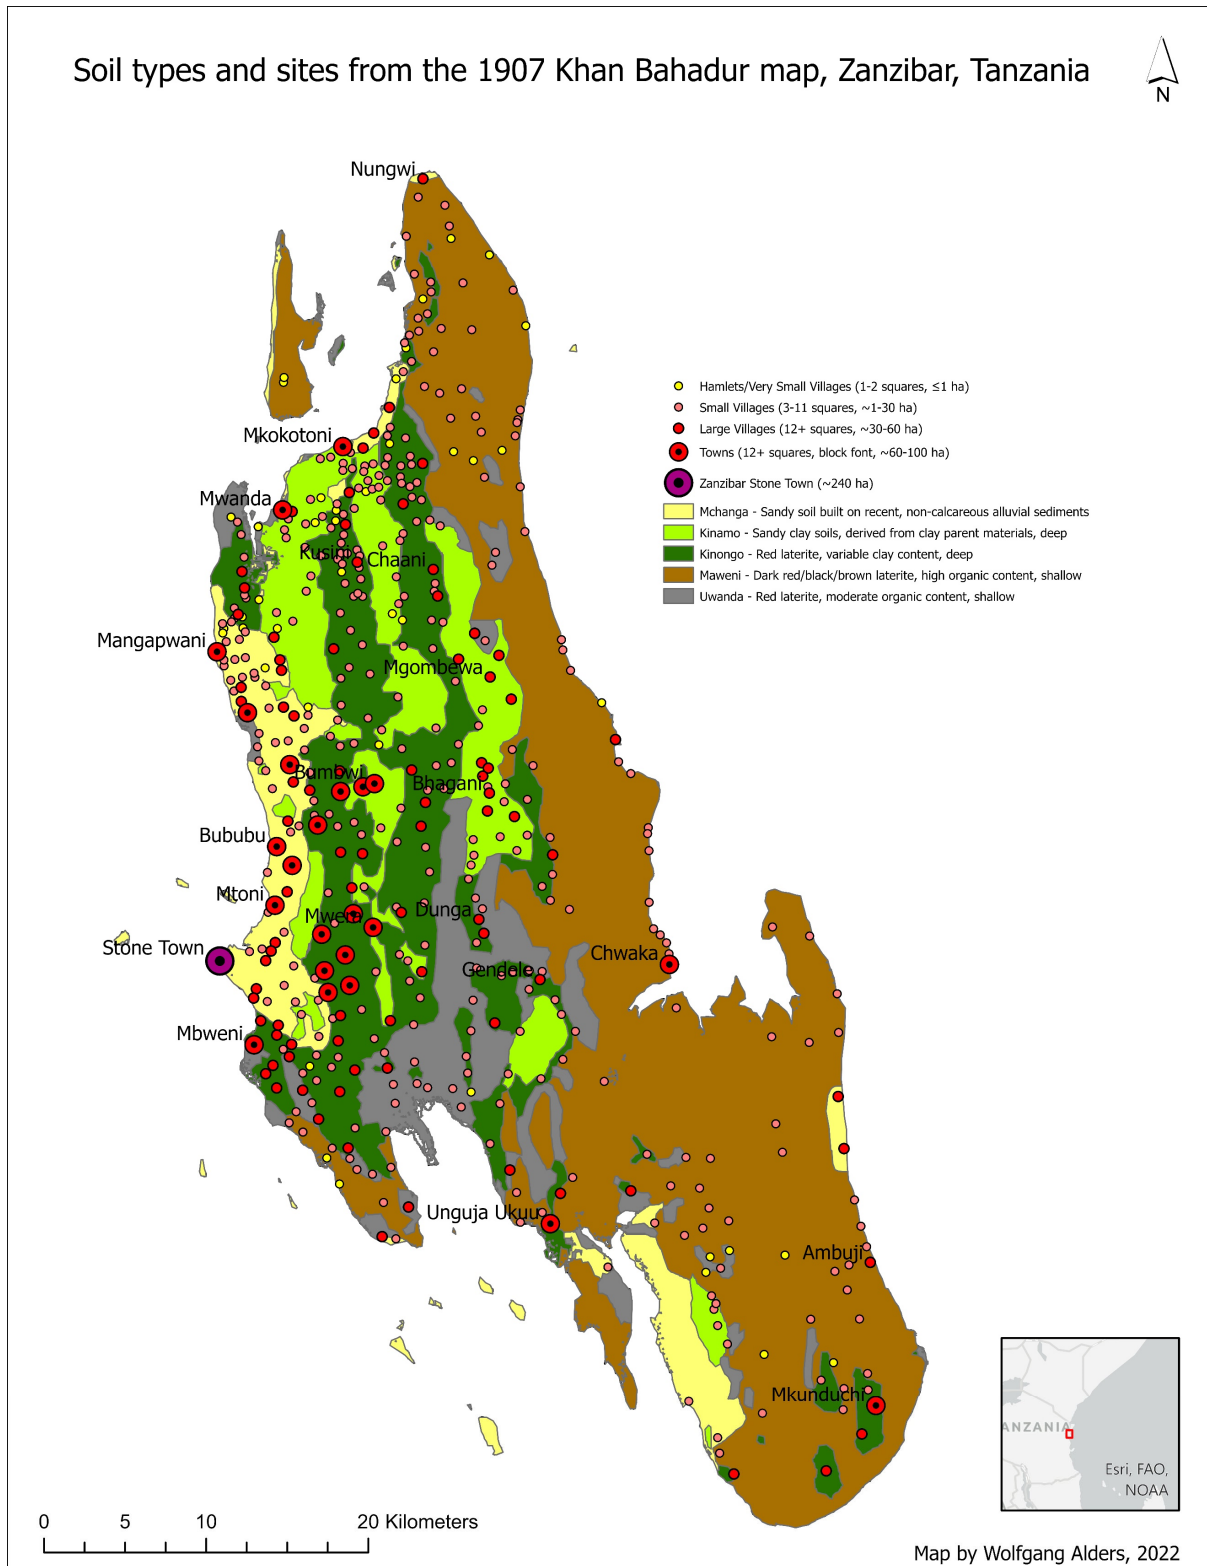 Soil types and sites from the 1907 Khan Bahadur map, Zanzibar, Tanzania
N
Nungwi
Mkokotoni
Mwanda
Kusini
Chaani
Mangapwani
Mgombewa
Bumbwi
Bhagani
Bububu
Mtoni
Mwera
Dunga
Stone Town
Gendele
Chwaka
Mbweni
Unguja Ukuu
Ambuji
Mkunduchi
Hamlets/Very Small Villages (1-2 squares, ≤1 ha)
Small Villages (3-11 squares, ~1-30 ha)
Large Villages (12+ squares, ~30-60 ha)
Towns (12+ squares, block font, ~60-100 ha)
Zanzibar Stone Town (~240 ha)
Mchanga - Sandy soil built on recent, non-calcareous alluvial sediments
Kinamo - Sandy clay soils, derived from clay parent materials, deep
Kinongo - Red laterite, variable clay content, deep
Maweni - Dark red/black/brown laterite, high organic content, shallow
Uwanda - Red laterite, moderate organic content, shallow
ANZANIA
Esri, FAO,
NOAA
0 5 10 20 Kilometers
Map by Wolfgang Alders, 2022